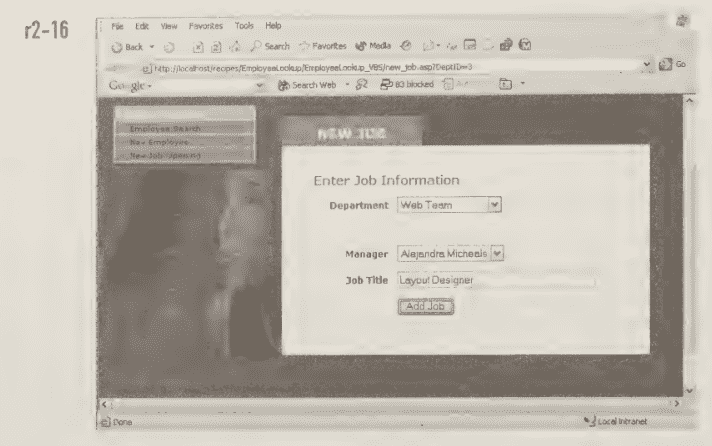 r2-16
File Edit View Favorites Tools Help
Back Search Favorites Media
http://localhost/recipes/EmployeeLookup/EmployeeLookup_VBS/new_job.asp?DeptID=3 Go
Google Search Web 83 blocked
Employee Search
New Employee
New Job Opening
NEW JOB
Enter Job Information
Department Web Team
Manager Alejandra Micheals
Job Title Layout Designer
Add Job
Done Local intranet